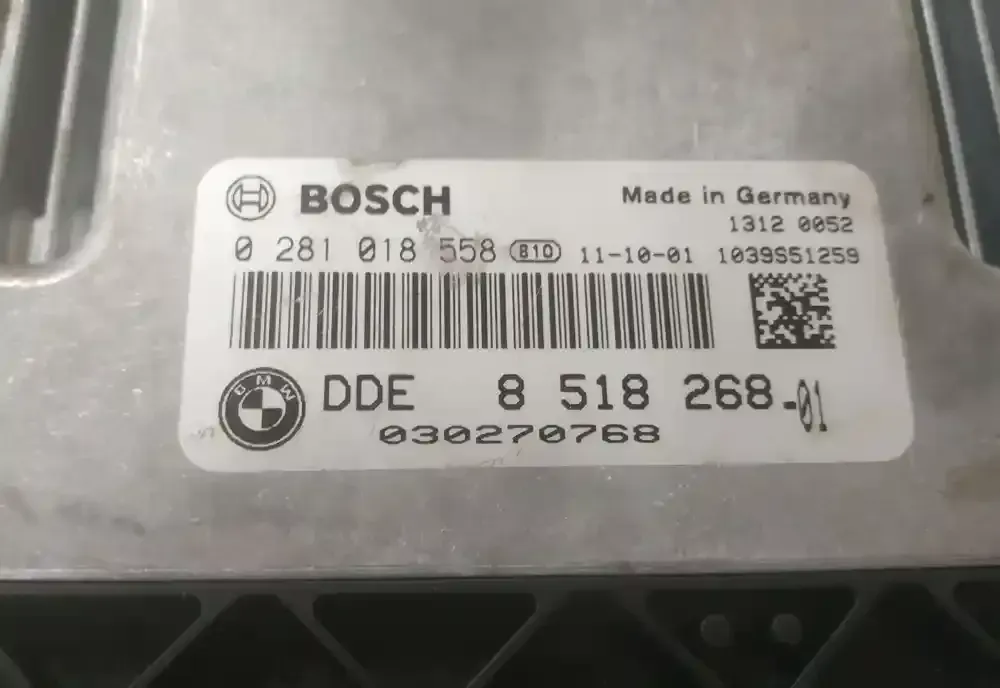 BOSCH
Made in Germany
1312 0052
0 281 018 558 B10 11-10-01 1039S51259
BMW DDE 8 518 268-01
030270768